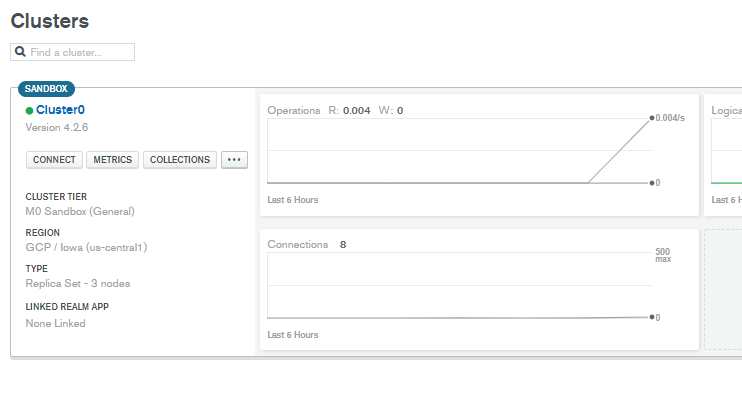 Clusters
Find a cluster...
SANDBOX
Cluster0
Version 4.2.6
CONNECT METRICS COLLECTIONS •••
CLUSTER TIER
M0 Sandbox (General)
REGION
GCP / Iowa (us-central1)
TYPE
Replica Set - 3 nodes
LINKED REALM APP
None Linked
Operations R: 0.004 W: 0
0.004/s
0
Last 6 Hours
Connections 8
500
max
0
Last 6 Hours
Logica
Last 6 H